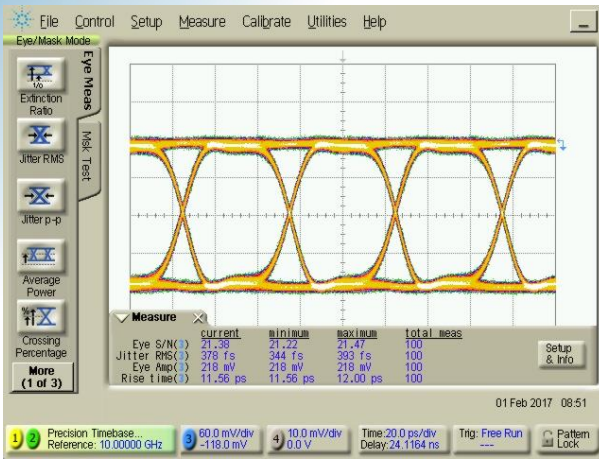 File Control Setup Measure Calibrate Utilities Help
Eye/Mask Mode
Extinction
Ratio
Jitter RMS
Jitter p-p
Average
Power
Crossing
Percentage
More
(1 of 3)
Eye Meas
Msk Test
Measure
current minimum maximum total meas
Eye S/N(3) 21.38 21.22 21.47 100
Jitter RMS(3) 378 fs 344 fs 393 fs 100
Eye Amp(3) 218 mV 218 mV 218 mV 100
Rise time(3) 11.56 ps 11.56 ps 12.00 ps 100
Setup
& Info
01 Feb 2017 08:51
1 2 Precision Timebase...
Reference: 10.00000 GHz
3 60.0 mV/div
-118.0 mV
4 10.0 mV/div
0.0 V
Time:20.0 ps/div
Delay:24.1164 ns
Trig: Free Run
---
Pattern
Lock